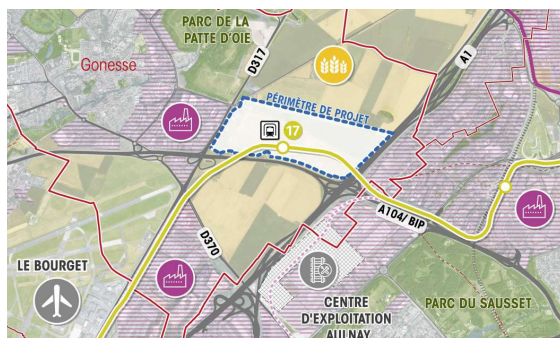 PARC DE LA
PATTE D'OIE
Gonesse
D317
A1
PÉRIMÈTRE DE PROJET
17
A104/ BIP
D370
LE BOURGET
CENTRE
D'EXPLOITATION
AULNAY
PARC DU SAUSSET